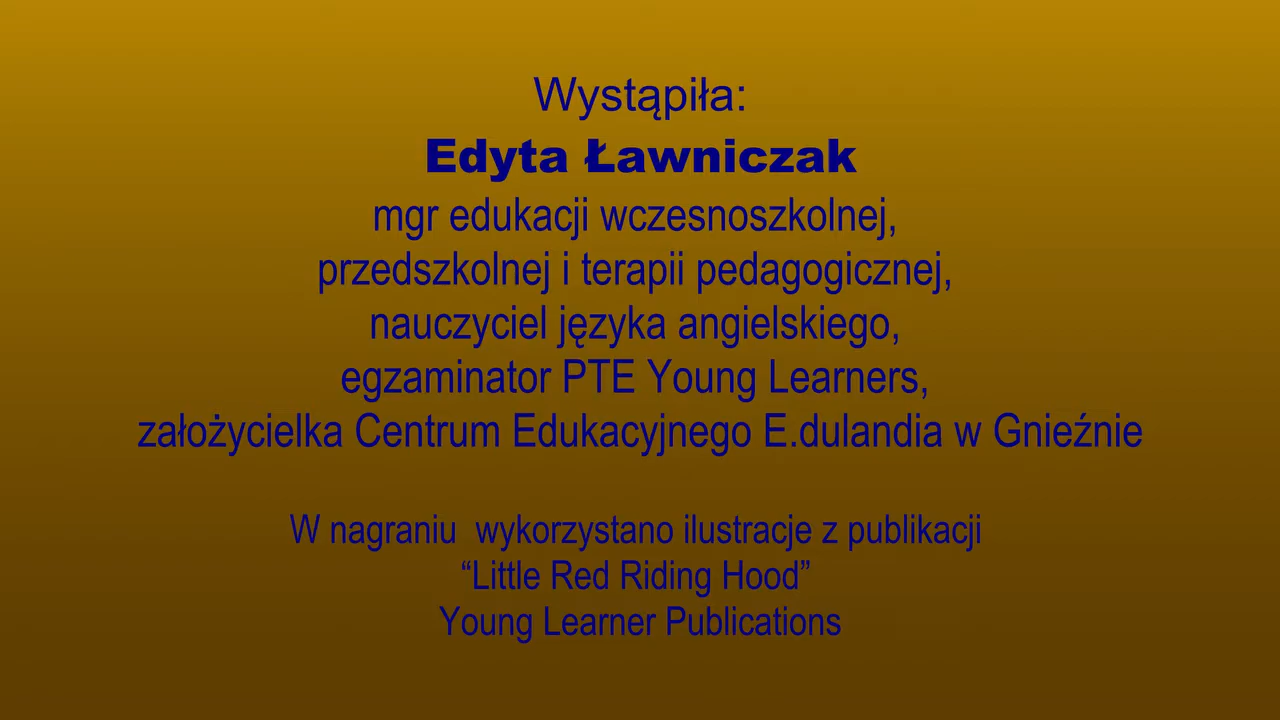 Wystąpiła:
Edyta Ławniczak
mgr edukacji wczesnoszkolnej,
przedszkolnej i terapii pedagogicznej,
nauczyciel języka angielskiego,
egzaminator PTE Young Learners,
założycielka Centrum Edukacyjnego E.dulandia w Gnieźnie
W nagraniu wykorzystano ilustracje z publikacji
“Little Red Riding Hood”
Young Learner Publications